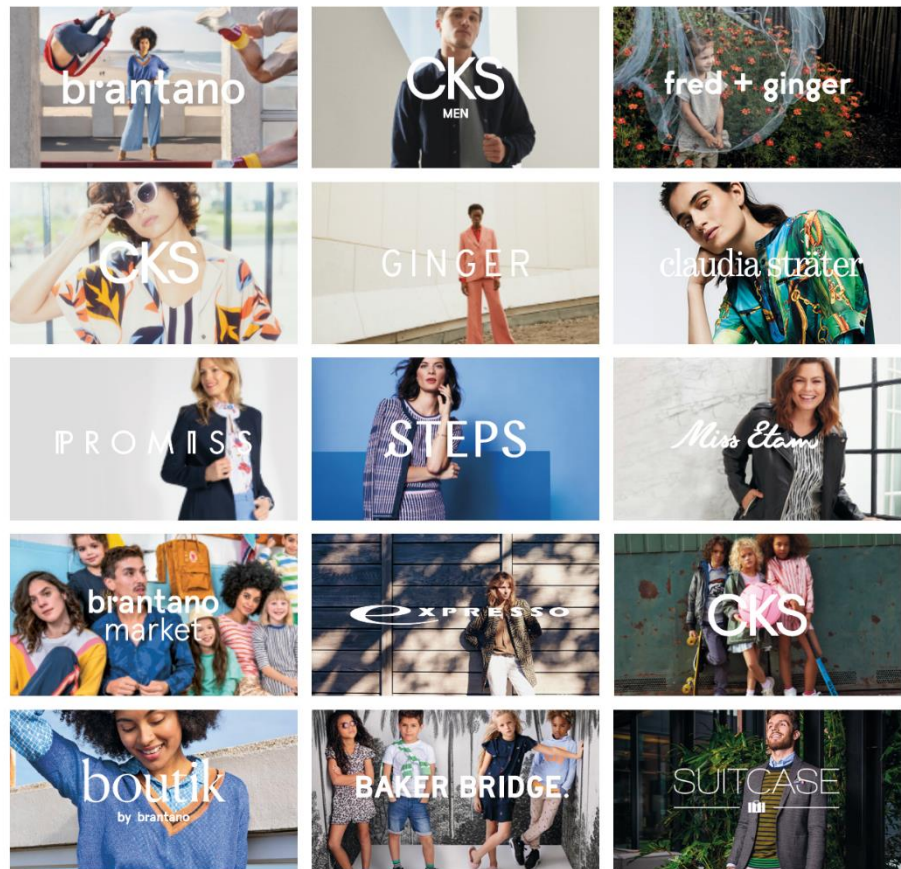 brantano
CKS
MEN
fred + ginger
CKS
GINGER
claudia sträter
PROMISS
STEPS
Miss Etam
brantano
market
expresso
CKS
boutik
by brantano
BAKER BRIDGE.
SUITCASE